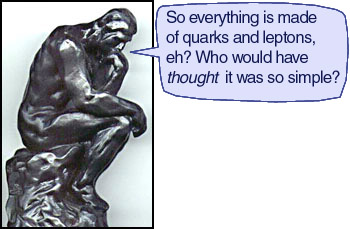 So everything is made
of quarks and leptons,
eh? Who would have
thought it was so simple?